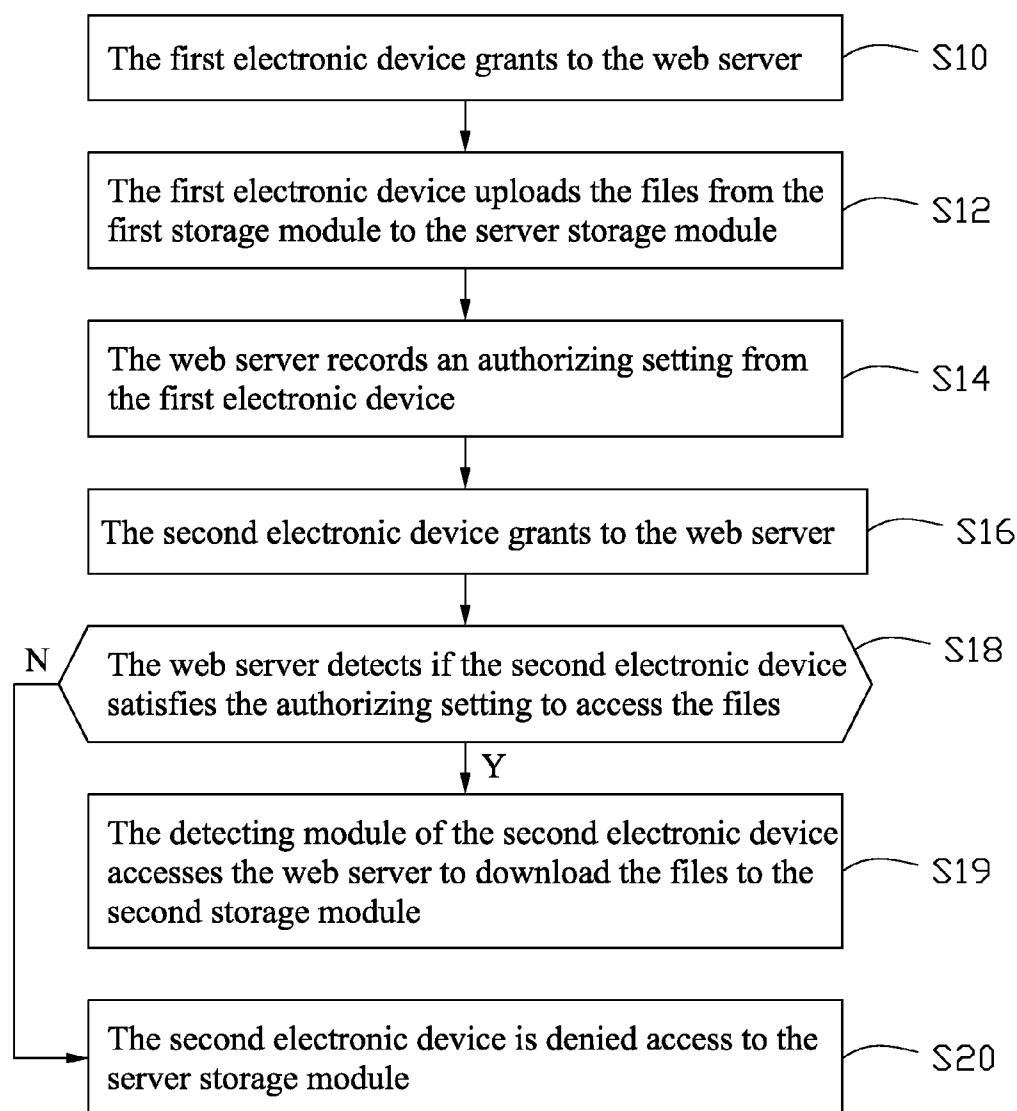 The first electronic device grants to the web server
S10
The first electronic device uploads the files from the
first storage module to the server storage module
S12
The web server records an authorizing setting from
the first electronic device
S14
The second electronic device grants to the web server
S16
N
The web server detects if the second electronic device
satisfies the authorizing setting to access the files
S18
Y
The detecting module of the second electronic device
accesses the web server to download the files to the
second storage module
S19
The second electronic device is denied access to the
server storage module
S20